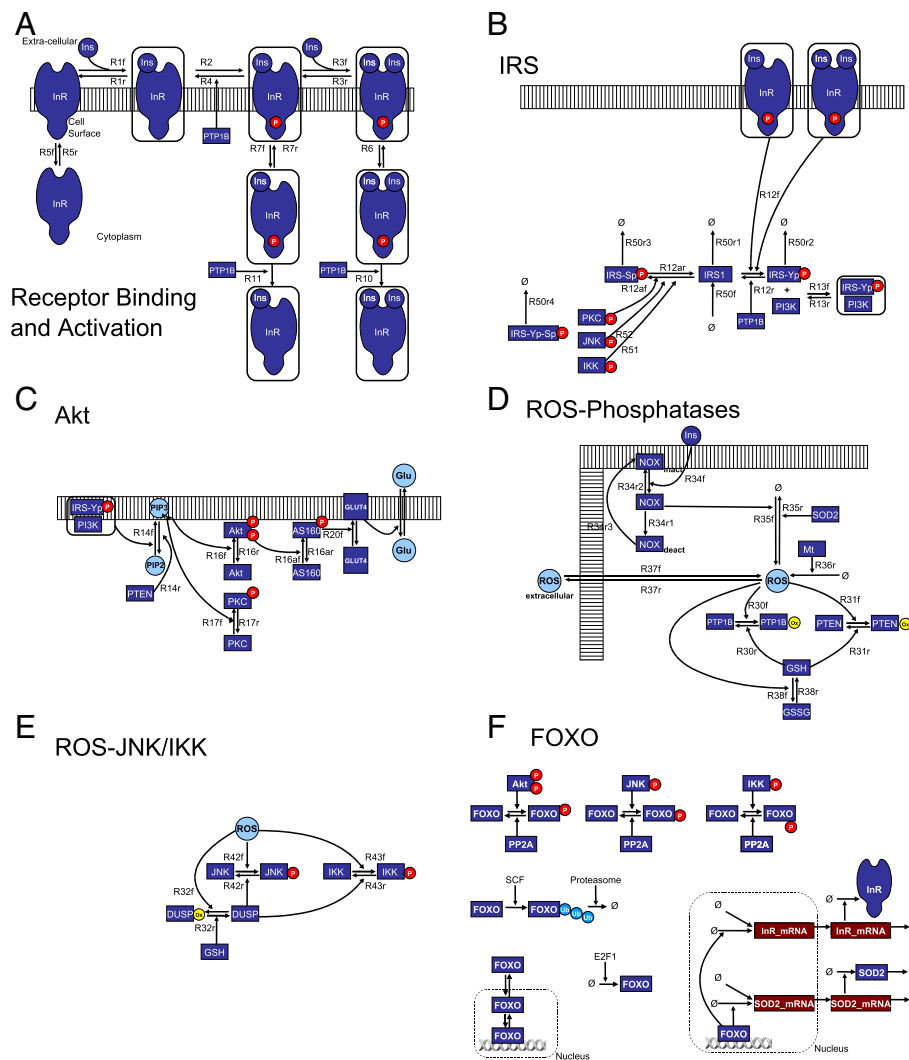 A
Extra-cellular
Ins
R1f
R1r
InR
Cell
Surface
Ins
InR
R2
R4
PTP1B
Ins
InR
P
Ins
R3f
R3r
Ins
Ins
InR
P
R5f
R5r
InR
Cytoplasm
R7f
R7r
R6
Ins
InR
P
Ins
Ins
InR
P
PTP1B
R11
PTP1B
R10
InR
InR
Receptor Binding
and Activation
B
IRS
Ins
InR
P
Ins
Ins
InR
P
R12f
Ø
R50r3
Ø
R50r1
Ø
R50r2
IRS-Sp
P
R12ar
R12af
IRS1
R12r
IRS-Yp
P
+
PI3K
R13f
R13r
IRS-Yp
P
PI3K
Ø
R50r4
IRS-Yp-Sp
P
PKC
P
JNK
P
IKK
P
R52
R51
R50f
Ø
PTP1B
C
Akt
IRS-Yp
P
PI3K
PIP3
R14f
PIP2
PTEN
R14r
P
P
Akt
R16f
R16r
Akt
R16af
P
AS160
R16ar
AS160
R20f
GLUT4
GLUT4
Glu
Glu
P
PKC
R17f
R17r
PKC
D
ROS-Phosphatases
Ins
NOX
inact
R34f
R34r2
NOX
R34r1
R34r3
NOX
deact
Ø
R35f
R35r
SOD2
Mt
R36r
Ø
ROS
extracellular
R37f
R37r
ROS
R30f
R31f
PTP1B
PTP1B
Ox
PTEN
PTEN
Ox
R30r
R31r
GSH
R38f
R38r
GSSG
E
ROS-JNK/IKK
ROS
R42f
JNK
JNK
P
R42r
R43f
IKK
IKK
P
R43r
R32f
DUSP
Ox
DUSP
R32r
GSH
F
FOXO
Akt
P
P
FOXO
FOXO
P
PP2A
JNK
P
FOXO
FOXO
P
PP2A
IKK
P
FOXO
FOXO
P
PP2A
SCF
FOXO
FOXO
Ub
Ub
Ub
Proteasome
Ø
FOXO
FOXO
FOXO
Nucleus
E2F1
Ø
FOXO
Ø
Ø
InR_mRNA
InR_mRNA
Ø
InR
Ø
Ø
SOD2_mRNA
SOD2_mRNA
Ø
SOD2
FOXO
Nucleus